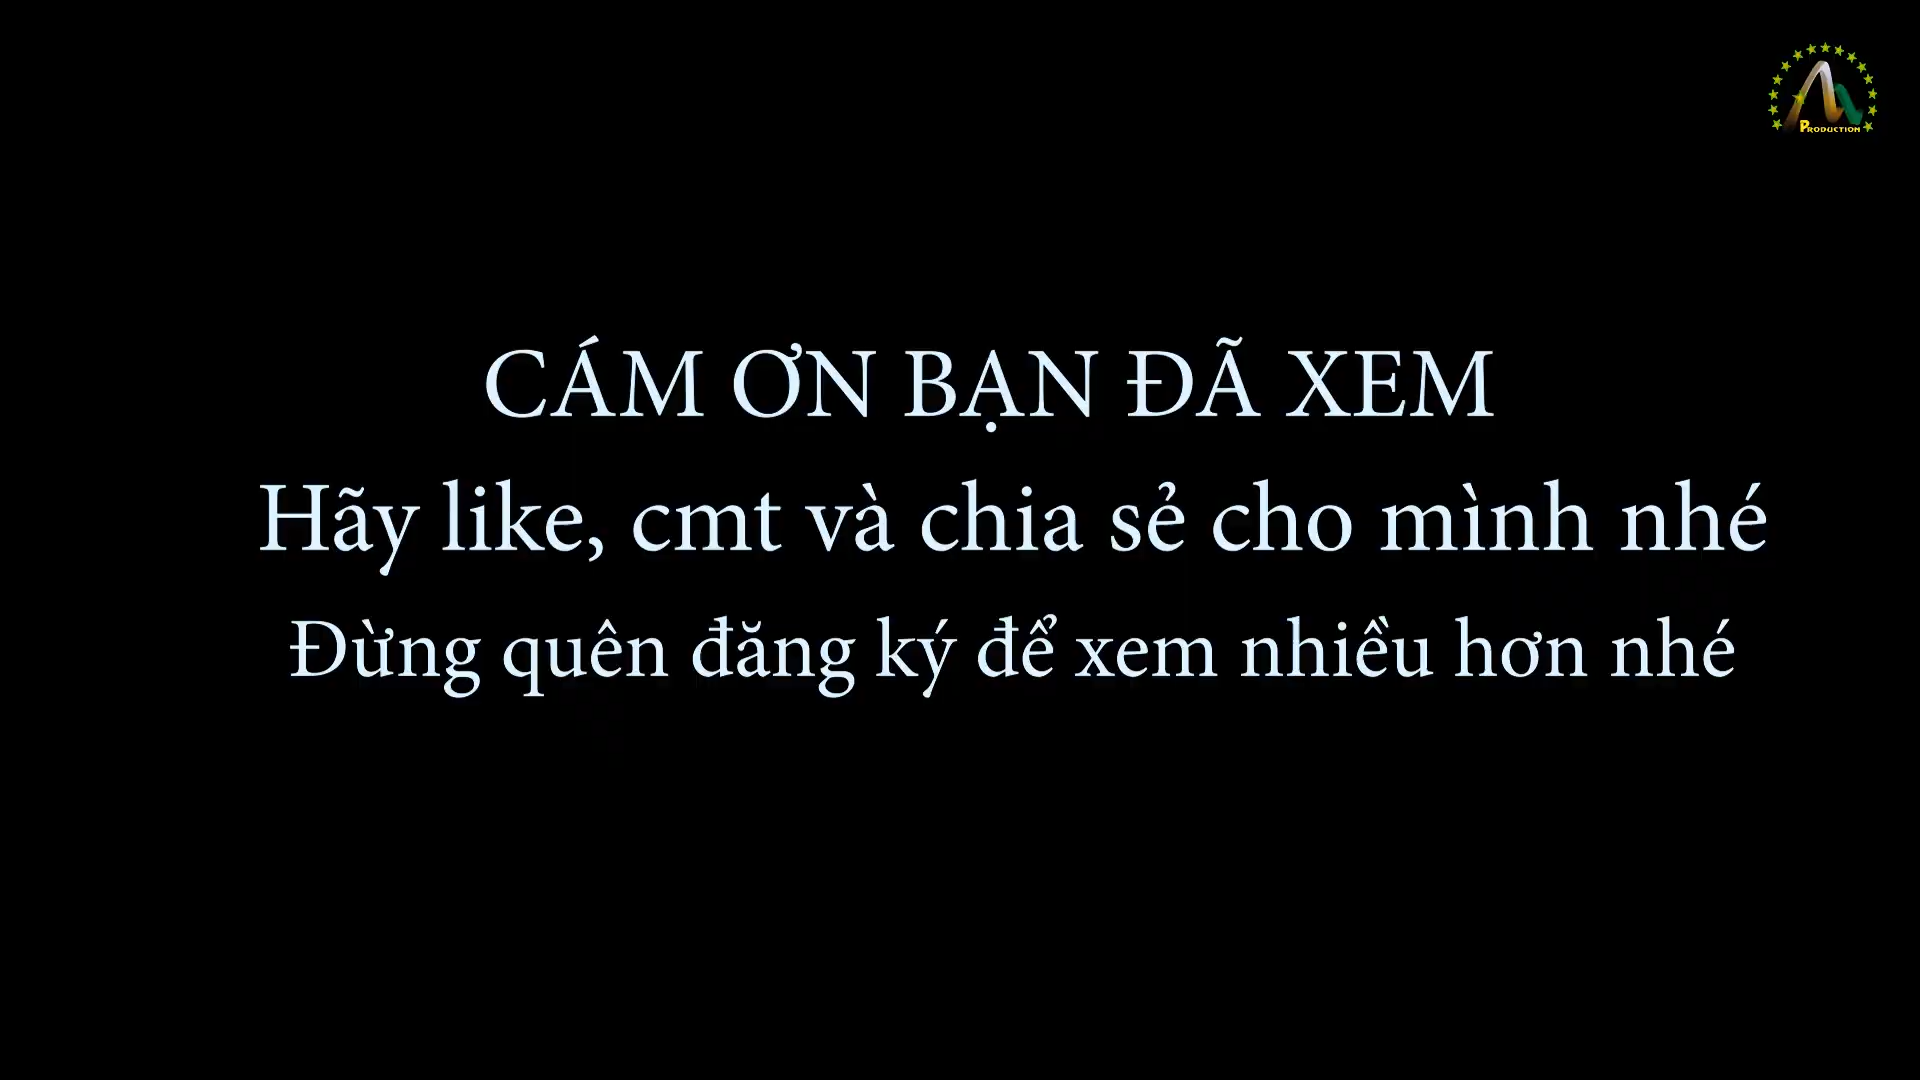 PRODUCTION
CÁM ƠN BẠN ĐÃ XEM
Hãy like, cmt và chia sẻ cho mình nhé
Đừng quên đăng ký để xem nhiều hơn nhé